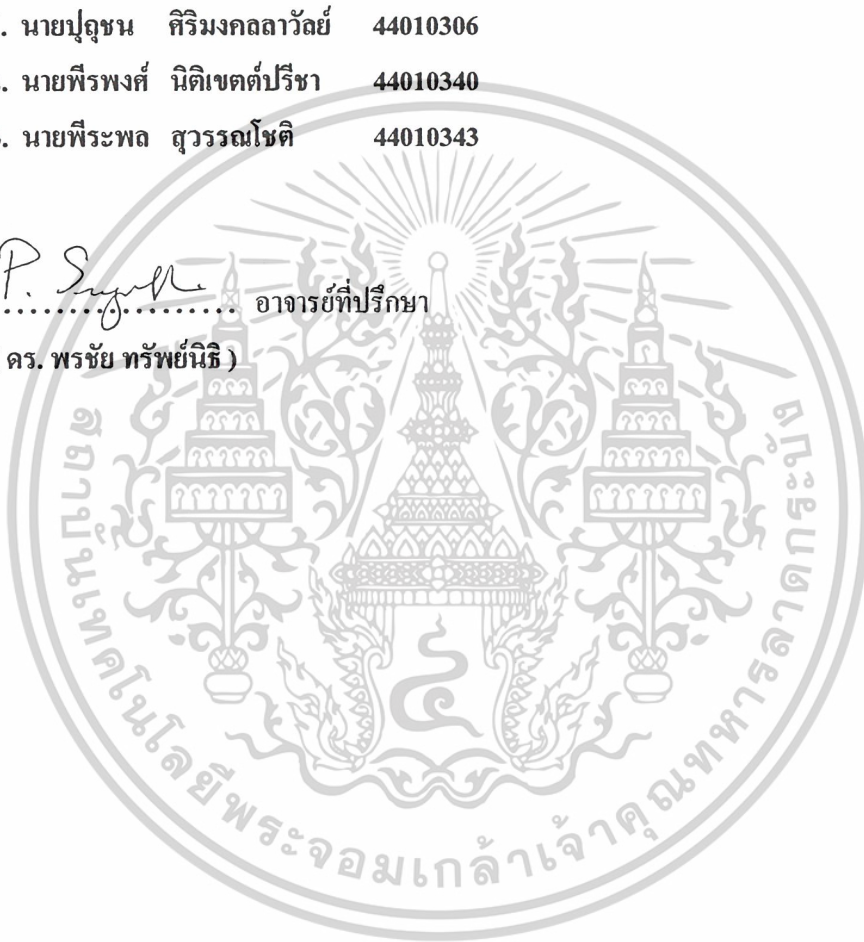 . นายปุถุชน ศิริมงคลลาวัลย์ 44010306
. นายพีรพงศ์ นิติเขตต์ปรีชา 44010340
. นายพีระพล สุวรรณโชติ 44010343
P. .................... อาจารย์ที่ปรึกษา
ดร. พรชัย ทรัพย์นิธิ )
สถาบันเทคโนโลยีพระจอมเกล้าเจ้าคุณทหารลาดกระบัง
๔